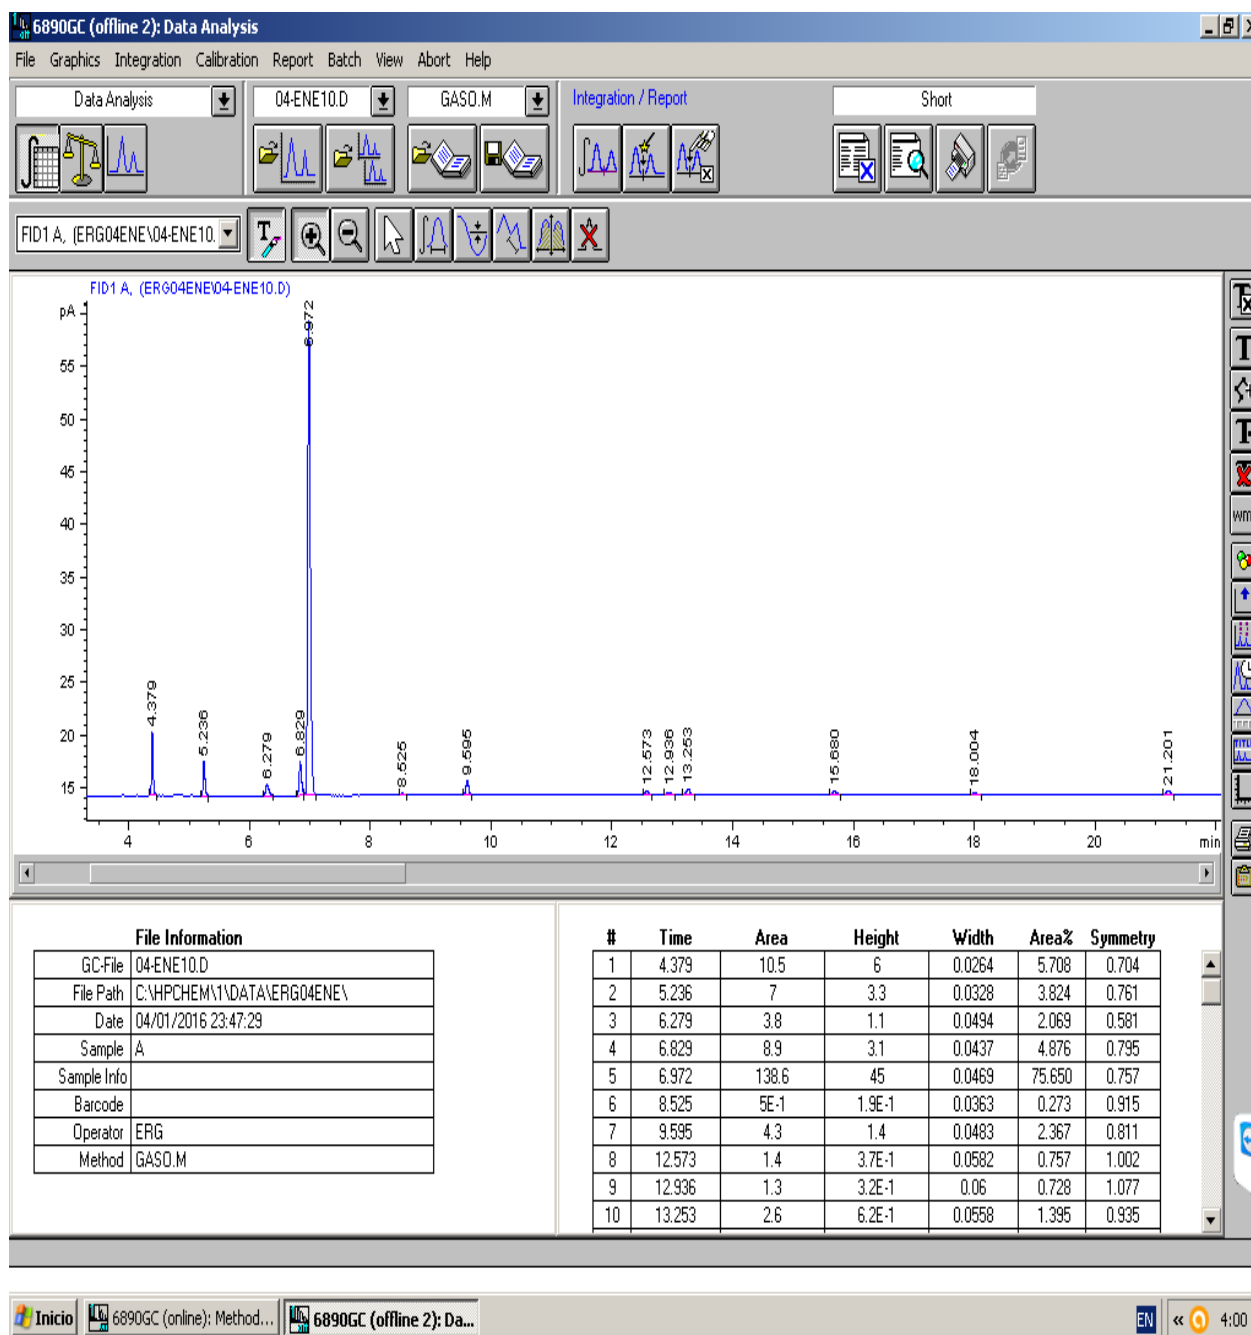 6890GC (offline 2): Data Analysis
File Graphics Integration Calibration Report Batch View Abort Help
Data Analysis 04-ENE10.D GASO.M Integration / Report Short
FID1 A, (ERG04ENE\04-ENE10.
FID1 A, (ERG04ENE\04-ENE10.D)
pA
55
50
45
40
35
30
25
20
15
4.379
5.236
6.279
6.829
6.972
8.525
9.595
12.573
12.936
13.253
15.680
18.004
21.201
4 6 8 10 12 14 16 18 20 min
File Information
GC-File 04-ENE10.D
File Path C:\HPCHEM\1\DATA\ERG04ENE\
Date 04/01/2016 23:47:29
Sample A
Sample Info
Barcode
Operator ERG
Method GASO.M
# Time Area Height Width Area% Symmetry
1 4.379 10.5 6 0.0264 5.708 0.704
2 5.236 7 3.3 0.0328 3.824 0.761
3 6.279 3.8 1.1 0.0494 2.069 0.581
4 6.829 8.9 3.1 0.0437 4.876 0.795
5 6.972 138.6 45 0.0469 75.650 0.757
6 8.525 5E-1 1.9E-1 0.0363 0.273 0.915
7 9.595 4.3 1.4 0.0483 2.367 0.811
8 12.573 1.4 3.7E-1 0.0582 0.757 1.002
9 12.936 1.3 3.2E-1 0.06 0.728 1.077
10 13.253 2.6 6.2E-1 0.0558 1.395 0.935
Inicio 6890GC (online): Method... 6890GC (offline 2): Da... EN « 4:00